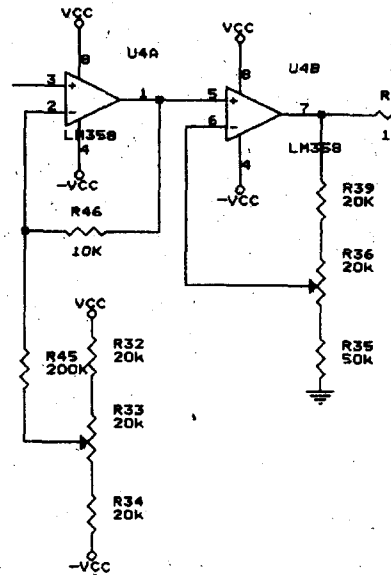 VCC
8
U4A
3
+
1
2
-
LM358
4
-VCC
R46
10K
VCC
8
U4B
5
+
7
6
-
LM358
4
-VCC
R
1
R39
20K
R36
20k
R35
50k
VCC
R45
200K
R32
20k
R33
20k
R34
20k
-VCC